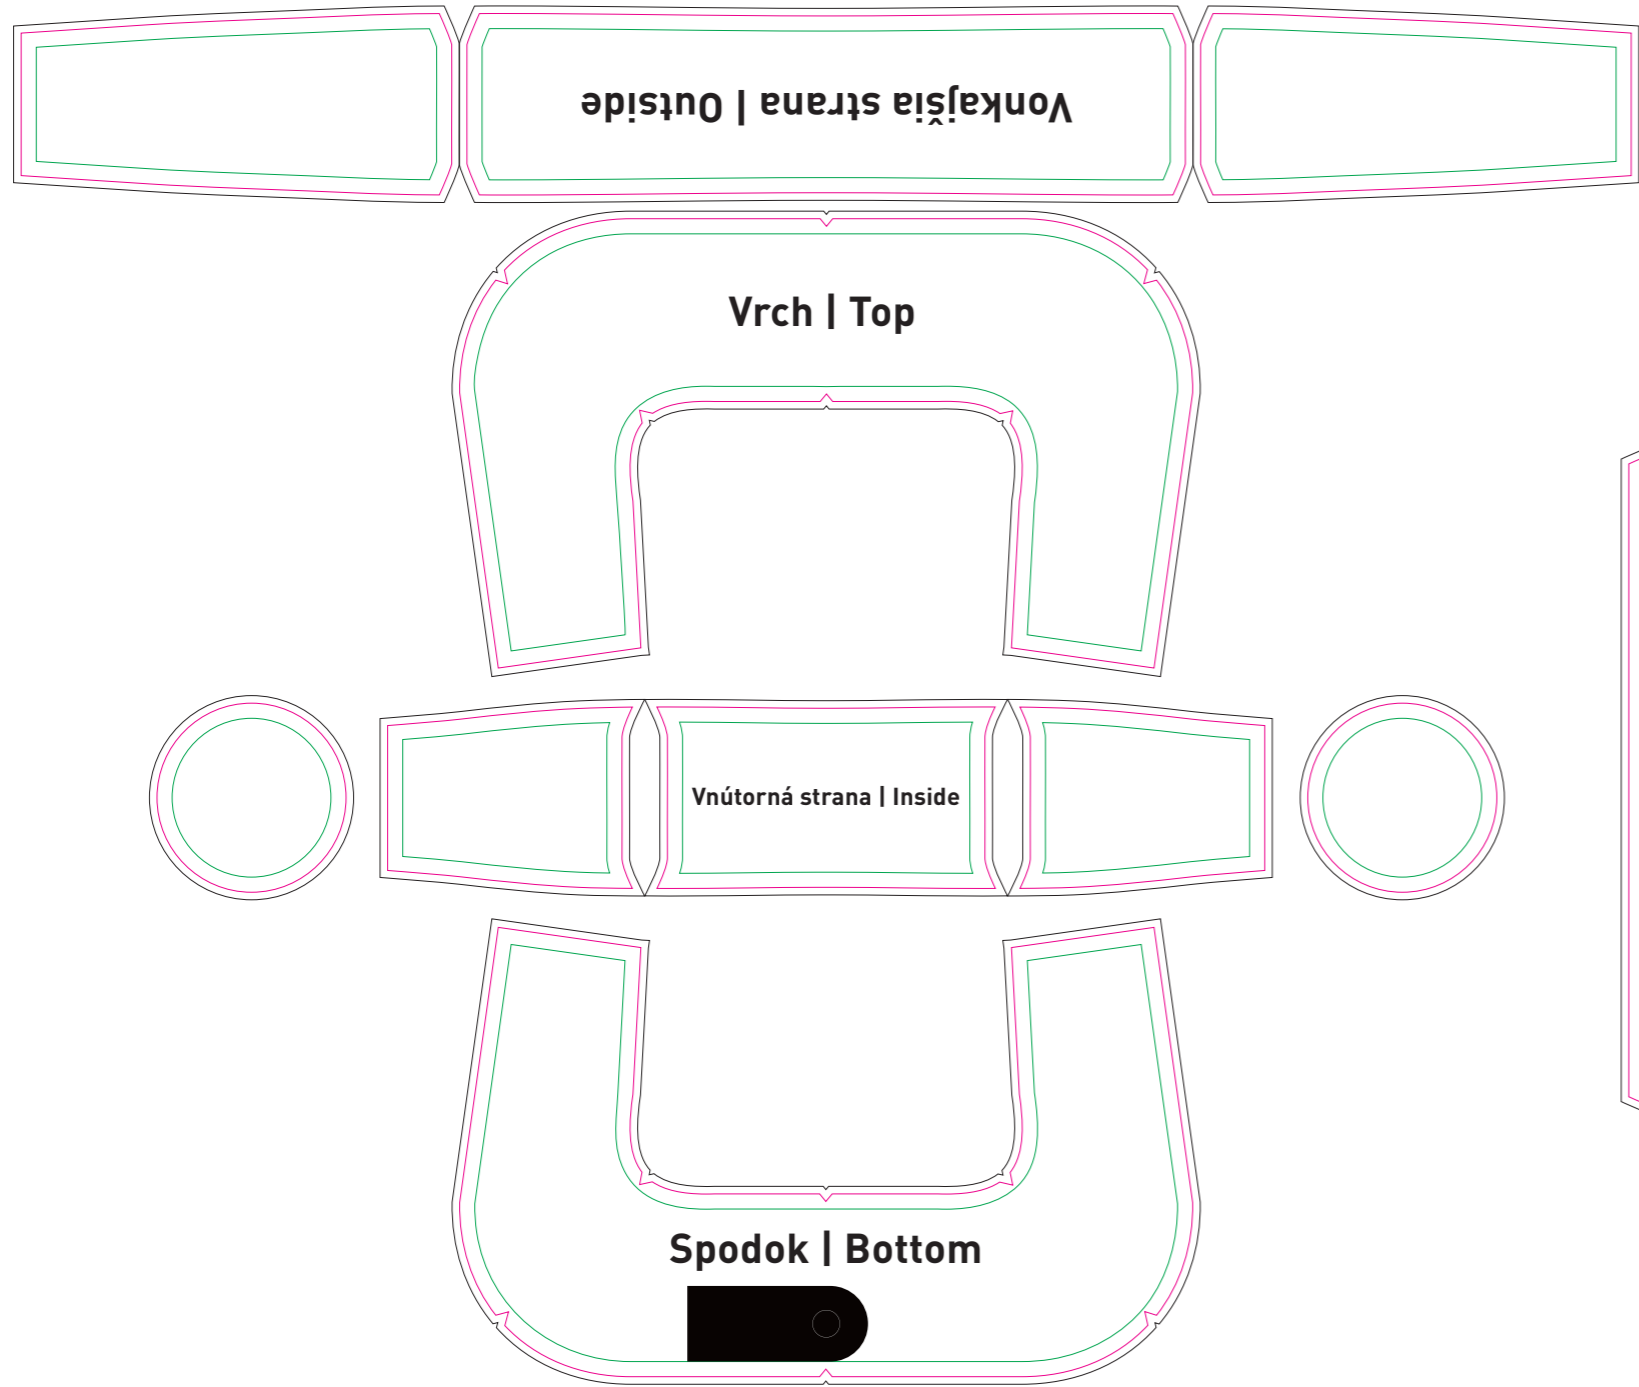 Vonkajšia strana | Outside
Vrch | Top
Vnútorná strana | Inside
Spodok | Bottom